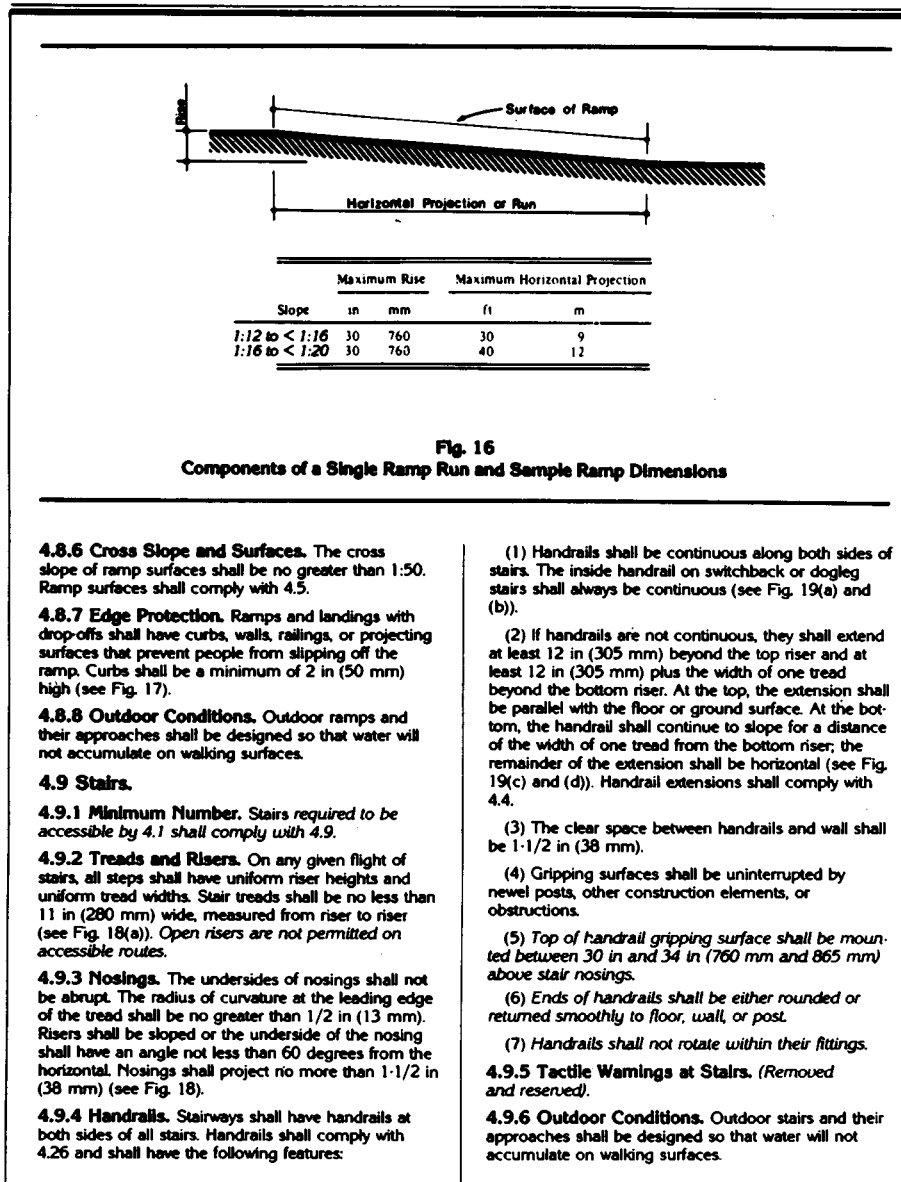 Rise
Surface of Ramp
Horizontal Projection or Run
Maximum Rise Maximum Horizontal Projection
Slope in mm ft m
1:12 to < 1:16 30 760 30 9
1:16 to < 1:20 30 760 40 12
Fig. 16
Components of a Single Ramp Run and Sample Ramp Dimensions
4.8.6 Cross Slope and Surfaces. The cross
slope of ramp surfaces shall be no greater than 1:50.
Ramp surfaces shall comply with 4.5.
4.8.7 Edge Protection. Ramps and landings with
drop-offs shall have curbs, walls, railings, or projecting
surfaces that prevent people from slipping off the
ramp. Curbs shall be a minimum of 2 in (50 mm)
high (see Fig. 17).
4.8.8 Outdoor Conditions. Outdoor ramps and
their approaches shall be designed so that water will
not accumulate on walking surfaces.
4.9 Stairs.
4.9.1 Minimum Number. Stairs required to be
accessible by 4.1 shall comply with 4.9.
4.9.2 Treads and Risers. On any given flight of
stairs, all steps shall have uniform riser heights and
uniform tread widths. Stair treads shall be no less than
11 in (280 mm) wide, measured from riser to riser
(see Fig. 18(a)). Open risers are not permitted on
accessible routes.
4.9.3 Nosings. The undersides of nosings shall not
be abrupt. The radius of curvature at the leading edge
of the tread shall be no greater than 1/2 in (13 mm).
Risers shall be sloped or the underside of the nosing
shall have an angle not less than 60 degrees from the
horizontal. Nosings shall project no more than 1-1/2 in
(38 mm) (see Fig. 18).
4.9.4 Handrails. Stairways shall have handrails at
both sides of all stairs. Handrails shall comply with
4.26 and shall have the following features:
(1) Handrails shall be continuous along both sides of
stairs. The inside handrail on switchback or dogleg
stairs shall always be continuous (see Fig. 19(a) and
(b)).
(2) If handrails are not continuous, they shall extend
at least 12 in (305 mm) beyond the top riser and at
least 12 in (305 mm) plus the width of one tread
beyond the bottom riser. At the top, the extension shall
be parallel with the floor or ground surface. At the bot-
tom, the handrail shall continue to slope for a distance
of the width of one tread from the bottom riser; the
remainder of the extension shall be horizontal (see Fig.
19(c) and (d)). Handrail extensions shall comply with
4.4.
(3) The clear space between handrails and wall shall
be 1-1/2 in (38 mm).
(4) Gripping surfaces shall be uninterrupted by
newel posts, other construction elements, or
obstructions.
(5) Top of handrail gripping surface shall be moun-
ted between 30 in and 34 in (760 mm and 865 mm)
above stair nosings.
(6) Ends of handrails shall be either rounded or
returned smoothly to floor, wall, or post.
(7) Handrails shall not rotate within their fittings.
4.9.5 Tactile Warnings at Stairs. (Removed
and reserved).
4.9.6 Outdoor Conditions. Outdoor stairs and their
approaches shall be designed so that water will not
accumulate on walking surfaces.